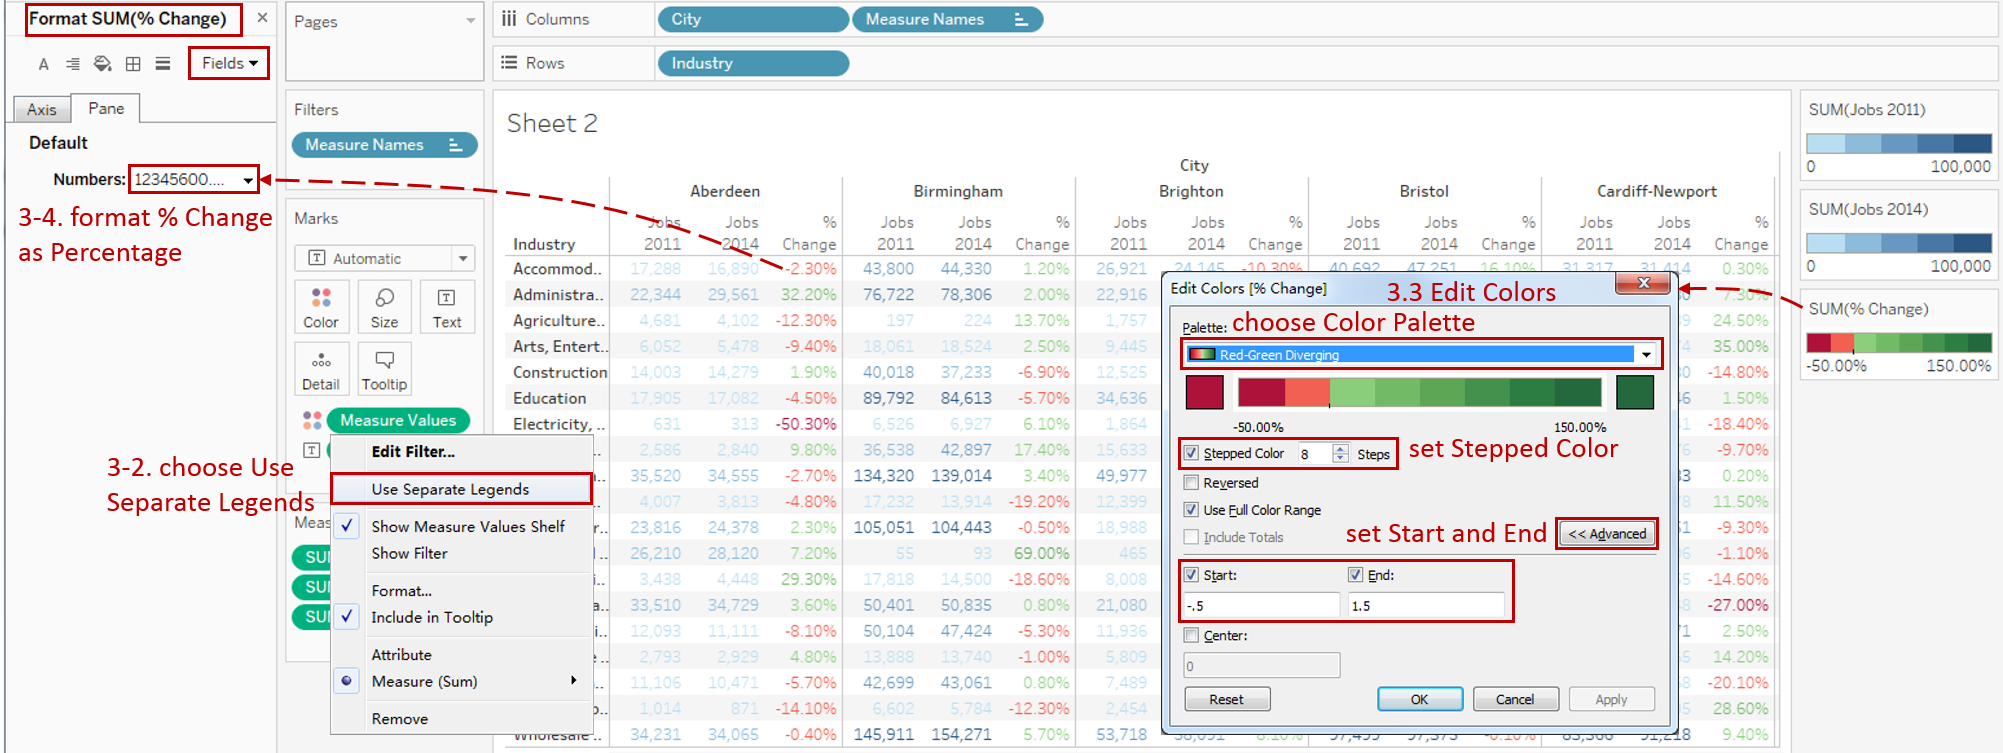 Format SUM(% Change) ×
Fields
Axis Pane
Default
Numbers: 12345600....
3-4. format % Change
as Percentage
Pages
Filters
Measure Names
Marks
Automatic
Color Size Text
Detail Tooltip
Measure Values
Edit Filter...
3-2. choose Use
Separate Legends
Use Separate Legends
Meas
Show Measure Values Shelf
Show Filter
SU
SU
SUI
Format...
Include in Tooltip
Attribute
Measure (Sum)
Remove
Columns City Measure Names
Rows Industry
Sheet 2
City
Aberdeen Birmingham Brighton Bristol Cardiff-Newport
Jobs Jobs % Jobs Jobs % Jobs Jobs % Jobs Jobs % Jobs Jobs %
Industry 2011 2014 Change 2011 2014 Change 2011 2014 Change 2011 2014 Change 2011 2014 Change
Accommod.. 17,288 16,890 -2.30% 43,800 44,330 1.20% 26,921 24,145 -10.30% 40,692 47,251 16.10% 31,317 31,414 0.30%
Administra.. 22,344 29,561 32.20% 76,722 78,306 2.00% 22,916 7.30%
Agriculture.. 4,681 4,102 -12.30% 197 224 13.70% 1,757 24.50%
Arts, Entert.. 6,052 5,478 -9.40% 18,061 18,524 2.50% 9,445 35.00%
Construction 14,003 14,279 1.90% 40,018 37,233 -6.90% 12,525 -14.80%
Education 17,905 17,082 -4.50% 89,792 84,613 -5.70% 34,636 1.50%
Electricity, .. 631 313 -50.30% 6,526 6,927 6.10% 1,864 -18.40%
2,586 2,840 9.80% 36,538 42,897 17.40% 15,633 -9.70%
35,520 34,555 -2.70% 134,320 139,014 3.40% 49,977 0.20%
4,007 3,813 -4.80% 17,232 13,914 -19.20% 12,399 11.50%
23,816 24,378 2.30% 105,051 104,443 -0.50% 18,988 -9.30%
26,210 28,120 7.20% 55 93 69.00% 465 -1.10%
3,438 4,448 29.30% 17,818 14,500 -18.60% 8,008 -14.60%
33,510 34,729 3.60% 50,401 50,835 0.80% 21,080 -27.00%
12,093 11,111 -8.10% 50,104 47,424 -5.30% 11,936 2.50%
2,793 2,929 4.80% 13,888 13,740 -1.00% 5,809 14.20%
11,106 10,471 -5.70% 42,699 43,061 0.80% 7,489 -20.10%
1,014 871 -14.10% 6,602 5,784 -12.30% 2,454 28.60%
Wholesale .. 34,231 34,065 -0.40% 145,911 154,271 5.70% 53,718 9.40%
Edit Colors [% Change] 3.3 Edit Colors
Palette: choose Color Palette
Red-Green Diverging
-50.00% 150.00%
Stepped Color 8 Steps set Stepped Color
Reversed
Use Full Color Range
Include Totals
set Start and End << Advanced
Start: End:
-.5 1.5
Center:
0
Reset OK Cancel Apply
SUM(Jobs 2011)
0 100,000
SUM(Jobs 2014)
0 100,000
SUM(% Change)
-50.00% 150.00%